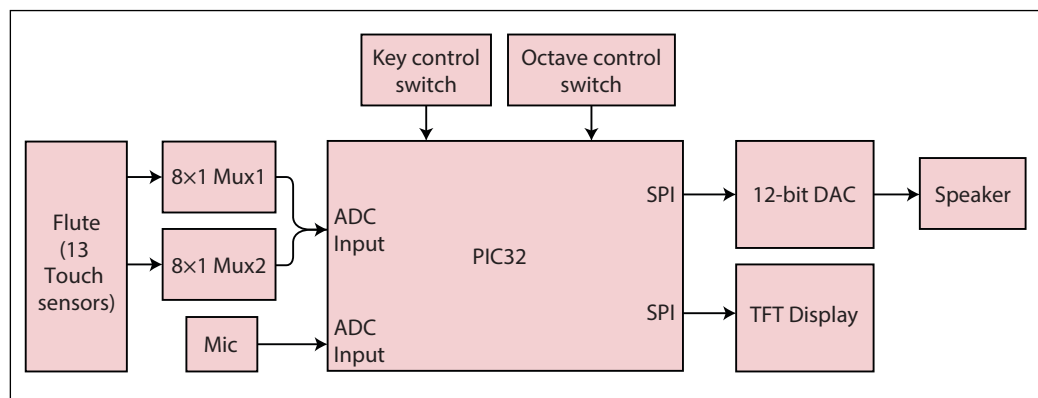 Key control
switch
Octave control
switch
Flute
(13
Touch
sensors)
8×1 Mux1
8×1 Mux2
Mic
ADC
Input
ADC
Input
PIC32
SPI
SPI
12-bit DAC
TFT Display
Speaker